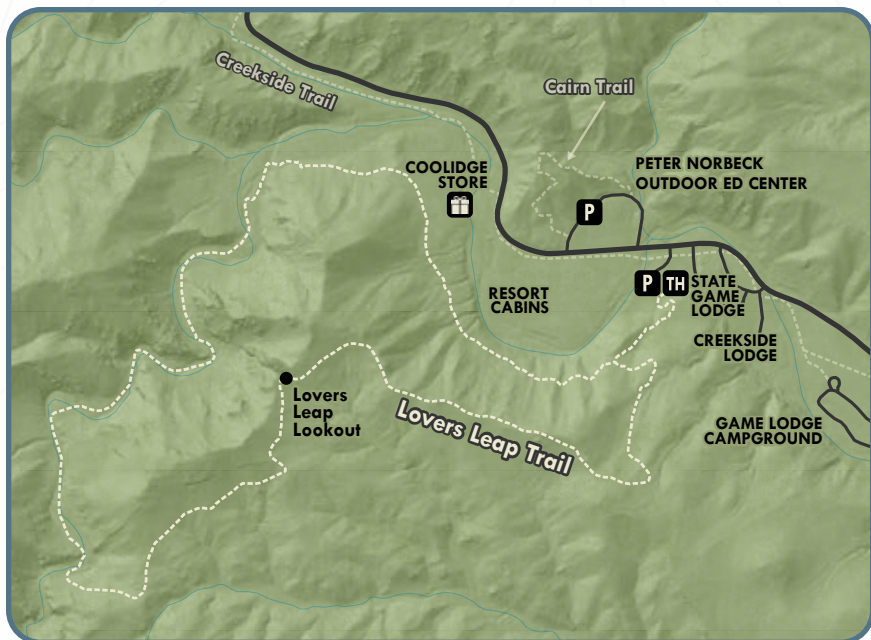 Creekside Trail
Cairn Trail
COOLIDGE
STORE
PETER NORBECK
OUTDOOR ED CENTER
P
P
TH
STATE
GAME
LODGE
RESORT
CABINS
CREEKSIDE
LODGE
Lovers
Leap
Lookout
Lovers Leap Trail
GAME LODGE
CAMPGROUND